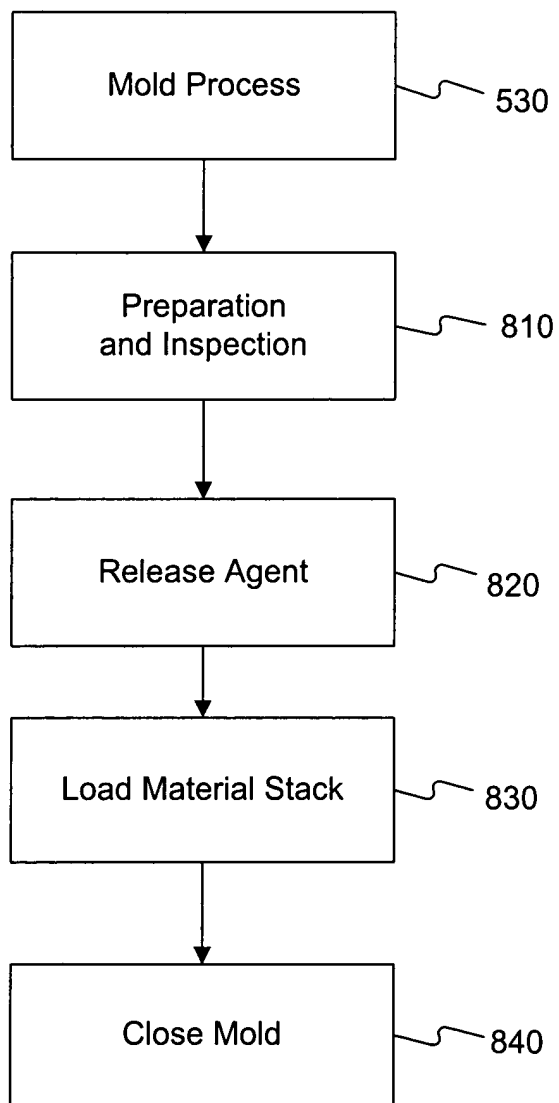 Mold Process
530
Preparation
and Inspection
810
Release Agent
820
Load Material Stack
830
Close Mold
840